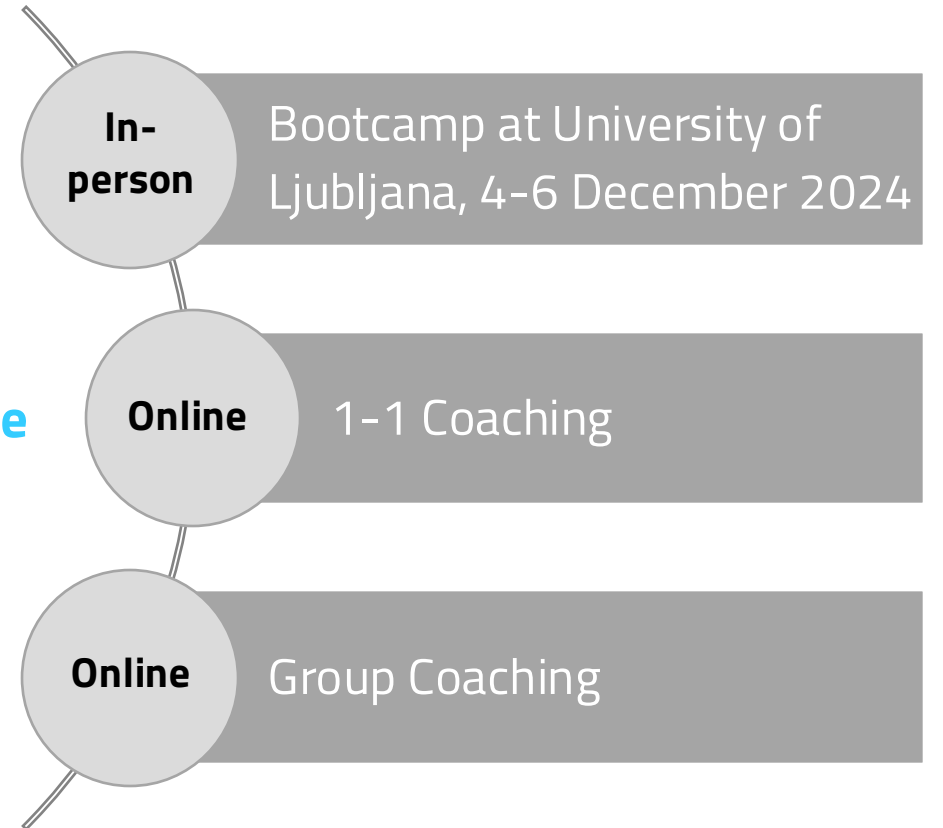 In-
person
Bootcamp at University of
Ljubljana, 4-6 December 2024
e
Online
1-1 Coaching
Online
Group Coaching